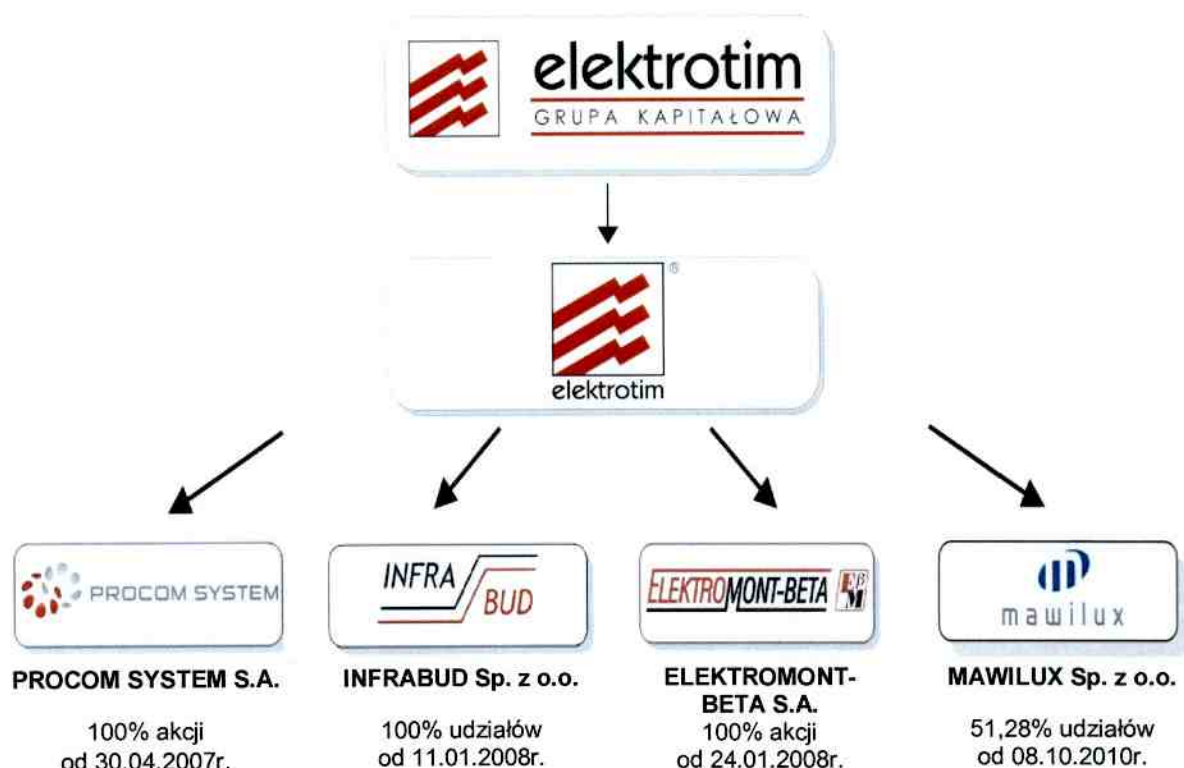 elektrotim
GRUPA KAPITAŁOWA
®
elektrotim
PROCOM SYSTEM
INFRA
BUD
ELEKTROMONT-BETA
EβM
mawilux
PROCOM SYSTEM S.A.
100% akcji
od 30.04.2007r.
INFRABUD Sp. z o.o.
100% udziałów
od 11.01.2008r.
ELEKTROMONT-
BETA S.A.
100% akcji
od 24.01.2008r.
MAWILUX Sp. z o.o.
51,28% udziałów
od 08.10.2010r.